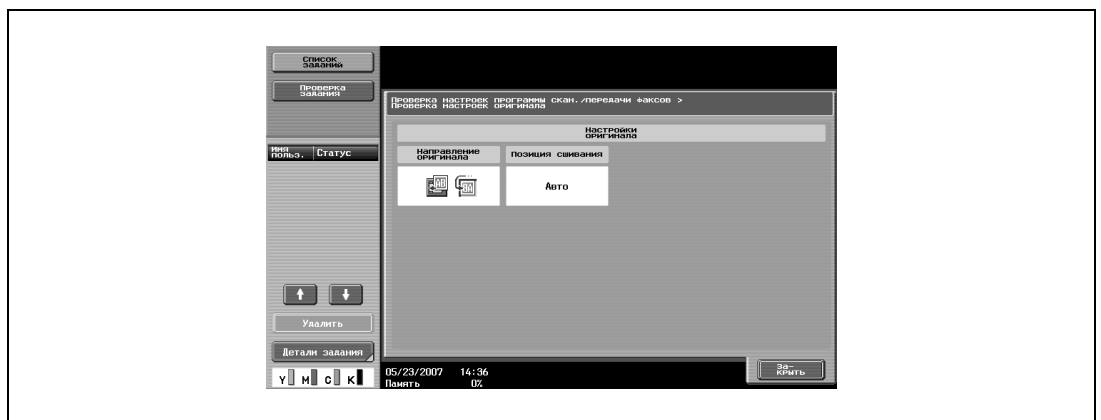 Список
заданий
Проверка
задания
Проверка настроек программы скан./передачи факсов >
Проверка настроек оригинала
Настройки
оригинала
Имя
польз. Статус
Направление
оригинала
Позиция сшивания
Авто
Удалить
Детали задания
Y M C K
05/23/2007 14:36
Память 0%
За-
крыть